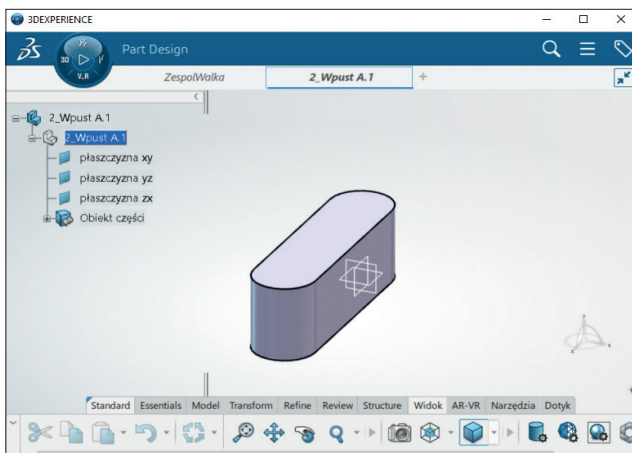 3DEXPERIENCE
3DS 3D V.R Part Design
ZespolWalka 2_Wpust A.1 +
2_Wpust A.1
2_Wpust A.1
płaszczyzna xy
płaszczyzna yz
płaszczyzna zx
Obiekt części
Standard Essentials Model Transform Refine Review Structure Widok AR-VR Narzędzia Dotyk